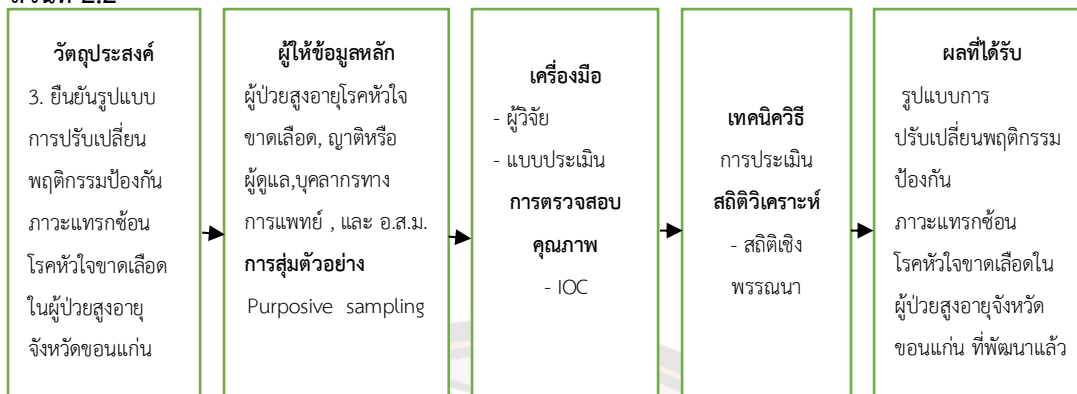 วัตถุประสงค์
3. ยืนยันรูปแบบ
การปรับเปลี่ยน
พฤติกรรมป้องกัน
ภาวะแทรกซ้อน
โรคหัวใจขาดเลือด
ในผู้ป่วยสูงอายุ
จังหวัดขอนแก่น
ผู้ให้ข้อมูลหลัก
ผู้ป่วยสูงอายุโรคหัวใจ
ขาดเลือด, ญาติหรือ
ผู้ดูแล,บุคลากรทาง
การแพทย์ , และ อ.ส.ม.
การสุ่มตัวอย่าง
Purposive sampling
เครื่องมือ
- ผู้วิจัย
- แบบประเมิน
การตรวจสอบ
คุณภาพ
- IOC
เทคนิควิธี
การประเมิน
สถิติวิเคราะห์
- สถิติเชิง
พรรณนา
ผลที่ได้รับ
รูปแบบการ
ปรับเปลี่ยนพฤติกรรม
ป้องกัน
ภาวะแทรกซ้อน
โรคหัวใจขาดเลือดใน
ผู้ป่วยสูงอายุจังหวัด
ขอนแก่น ที่พัฒนาแล้ว